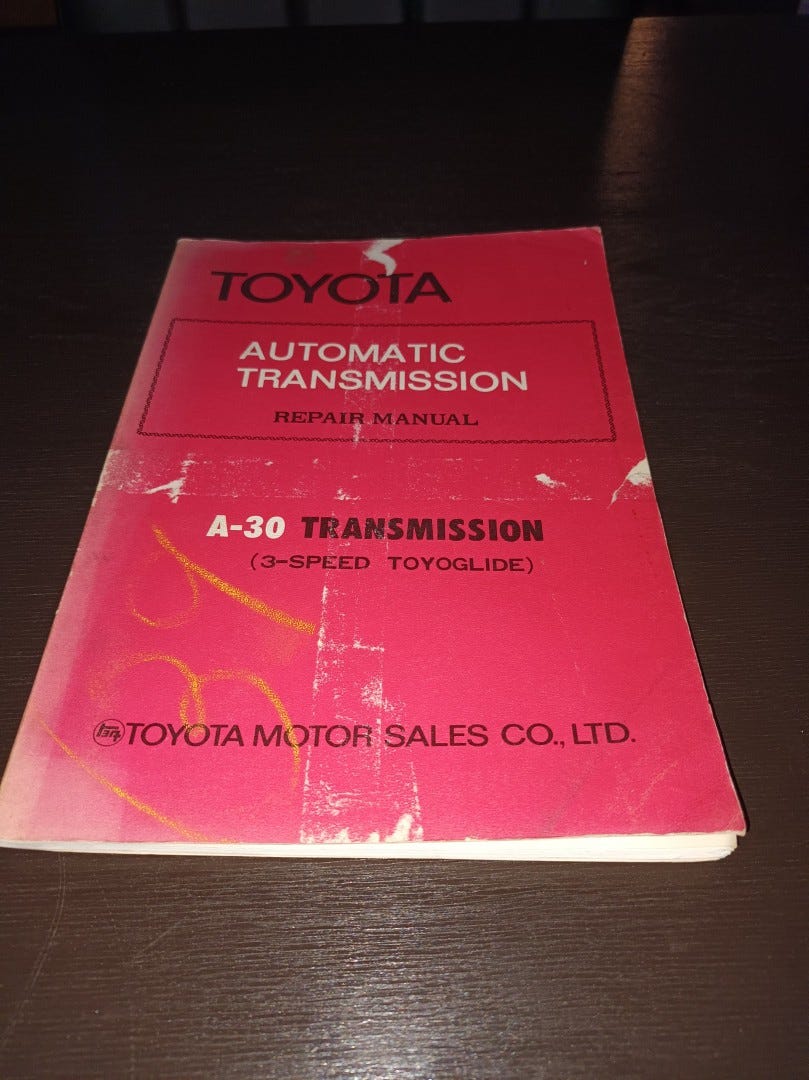 TOYOTA
AUTOMATIC
TRANSMISSION
REPAIR MANUAL
A-30 TRANSMISSION
(3-SPEED TOYOGLIDE)
TOYOTA MOTOR SALES CO., LTD.